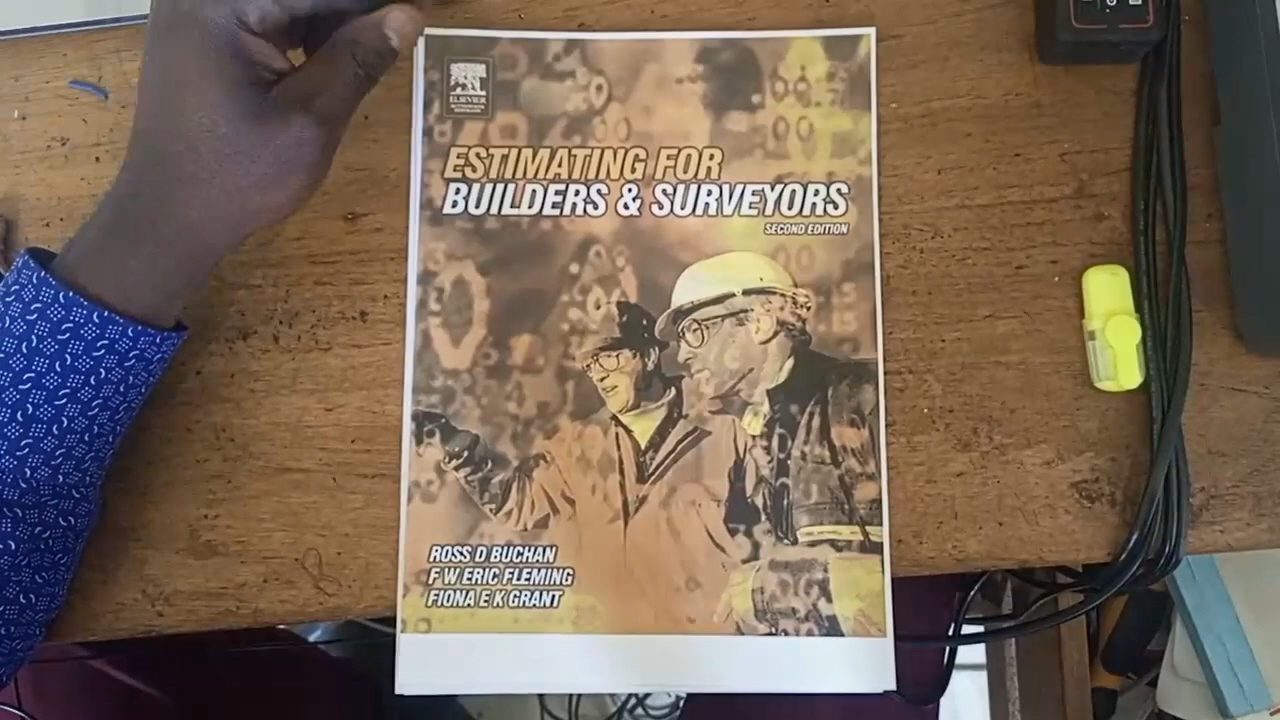 ELSEVIER
ESTIMATING FOR
BUILDERS & SURVEYORS
SECOND EDITION
ROSS D BUCHAN
F W ERIC FLEMING
FIONA E K GRANT